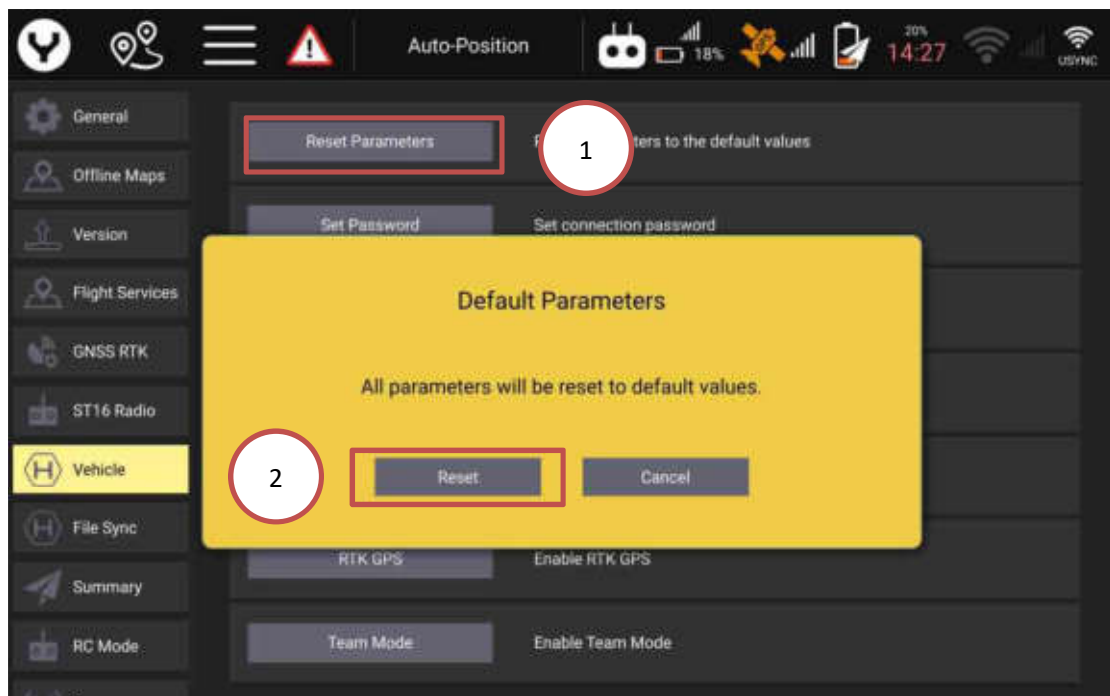 Auto-Position
18%
20%
14:27
USYNC
General
Offline Maps
Version
Flight Services
GNSS RTK
ST16 Radio
Vehicle
File Sync
Summary
RC Mode
Reset Parameters
1
ters to the default values
Set Password
Set connection password
Default Parameters
All parameters will be reset to default values.
2
Reset
Cancel
RTK GPS
Enable RTK GPS
Team Mode
Enable Team Mode